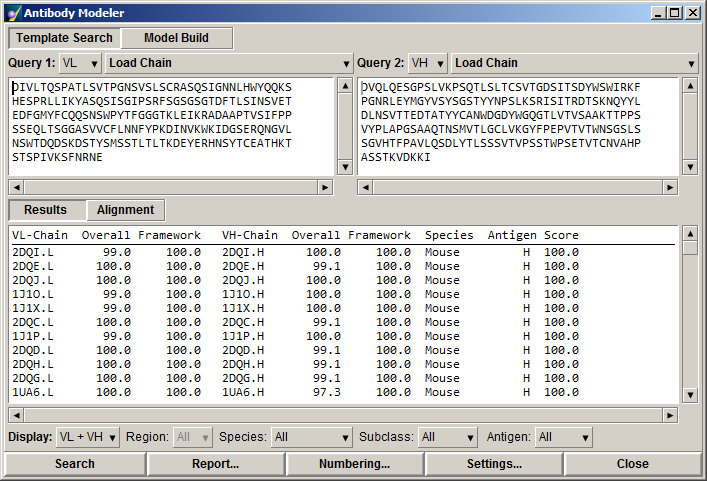 Antibody Modeler
Template Search Model Build
Query 1: VL Load Chain Query 2: VH Load Chain
DIVLTQSPATLSVTPGNSVSLSCRASQSIGNNLHWYQQKS
HESPRLLIKYASQSISGIPSRFSGSGSGTDFTLSINSVET
EDFGMYFCQQSNSWPYTFGGGTKLEIKRADAAPTVSIFPP
SSEQLTSGGASVVCFLNNFYPKDINVKWKIDGSERQNGVL
NSWTDQDSKDSTYSMSSTLTLTKDEYERHNSYTCEATHKT
STSPIVKSFNRNE
DVQLQESGPSLVKPSQTLSLTCSVTGDSITSDYWSWIRKF
PGNRLEYMGYVSYSGSTYYNPSLKSRISITRDTSKNQYYL
DLNSVTTEDTATYYCANWDGDYWGQGTLVTVSAAKTTPPS
VYPLAPGSAAQTNSMVTLGCLVKGYFPEPVTVTWNSGSLS
SGVHTFPAVLQSDLYTLSSSVTVPSSTWPSETVTCNVAHP
ASSTKVDKKI
Results Alignment
VL-Chain Overall Framework VH-Chain Overall Framework Species Antigen Score
2DQI.L 99.0 100.0 2DQI.H 100.0 100.0 Mouse H 100.0
2DQE.L 100.0 100.0 2DQE.H 99.1 100.0 Mouse H 100.0
2DQJ.L 100.0 100.0 2DQJ.H 100.0 100.0 Mouse H 100.0
1J1O.L 99.0 100.0 1J1O.H 100.0 100.0 Mouse H 100.0
1J1X.L 99.0 100.0 1J1X.H 100.0 100.0 Mouse H 100.0
2DQC.L 100.0 100.0 2DQC.H 99.1 100.0 Mouse H 100.0
1J1P.L 99.0 100.0 1J1P.H 100.0 100.0 Mouse H 100.0
2DQD.L 100.0 100.0 2DQD.H 99.1 100.0 Mouse H 100.0
2DQH.L 100.0 100.0 2DQH.H 99.1 100.0 Mouse H 100.0
2DQG.L 100.0 100.0 2DQG.H 99.1 100.0 Mouse H 100.0
1UA6.L 100.0 100.0 1UA6.H 97.3 100.0 Mouse H 100.0
Display: VL + VH Region: All Species: All Subclass: All Antigen: All
Search Report... Numbering... Settings... Close